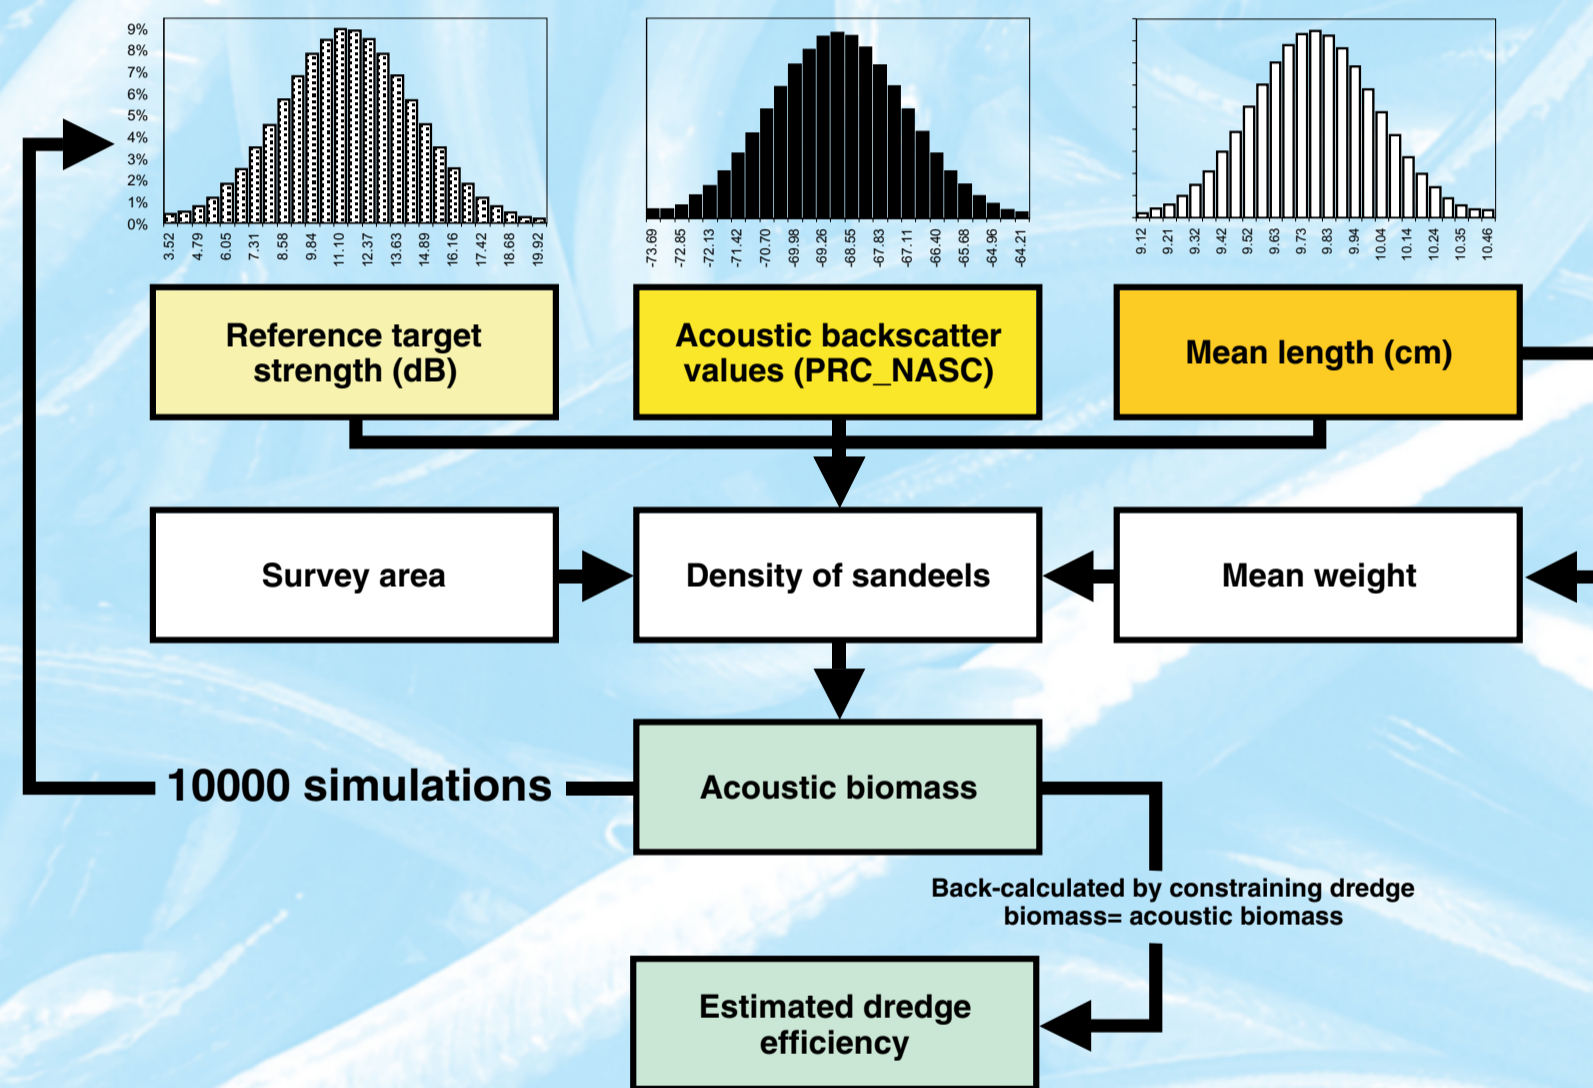 9%
8%
7%
6%
5%
4%
3%
2%
1%
0%
3.52 4.79 6.05 7.31 8.58 9.84 11.10 12.37 13.63 14.89 16.16 17.42 18.68 19.92
-73.69 -72.85 -72.13 -71.42 -70.70 -69.98 -69.26 -68.55 -67.83 -67.11 -66.40 -65.68 -64.96 -64.21
9.12 9.21 9.32 9.42 9.52 9.63 9.73 9.83 9.94 10.04 10.14 10.24 10.35 10.46
Reference target
strength (dB)
Acoustic backscatter
values (PRC_NASC)
Mean length (cm)
Survey area
Density of sandeels
Mean weight
10000 simulations
Acoustic biomass
Back-calculated by constraining dredge
biomass= acoustic biomass
Estimated dredge
efficiency